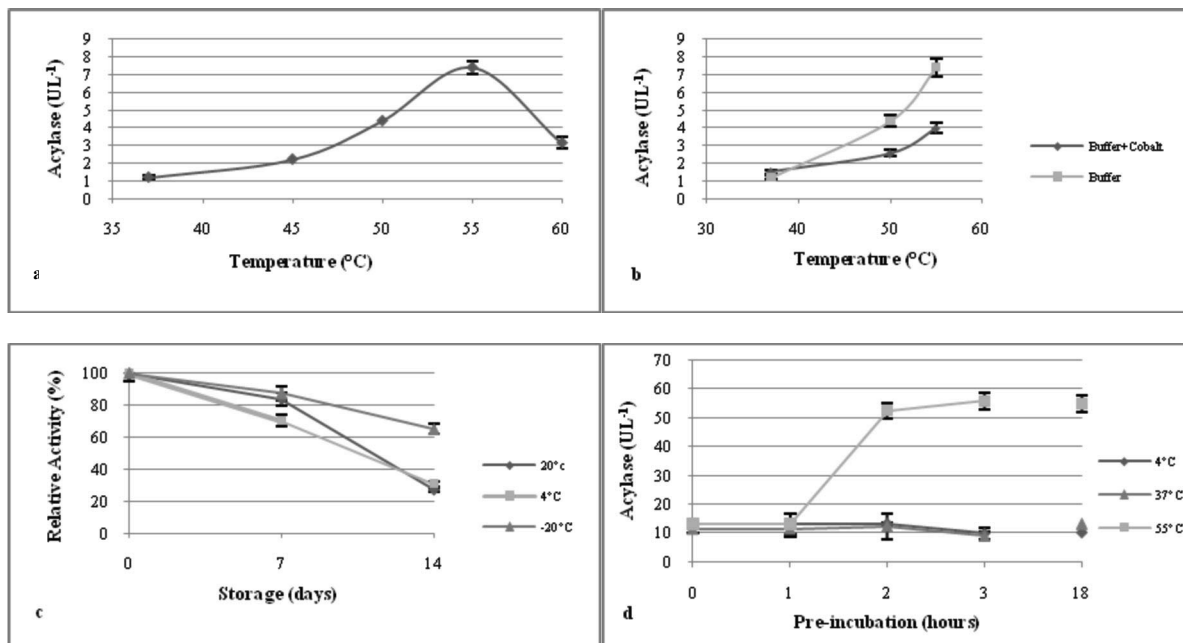 9
8
7
6
5
4
3
2
1
0
Acylase (UL-1)
35 40 45 50 55 60
Temperature (°C)
a
9
8
7
6
5
4
3
2
1
0
Acylase (UL-1)
30 40 50 60
Temperature (°C)
b
Buffer+Cobalt
Buffer
100
80
60
40
20
0
Relative Activity (%)
0 7 14
Storage (days)
c
20°c
4°C
-20°C
70
60
50
40
30
20
10
0
Acylase (UL-1)
0 1 2 3 18
Pre-incubation (hours)
d
4°C
37°C
55°C